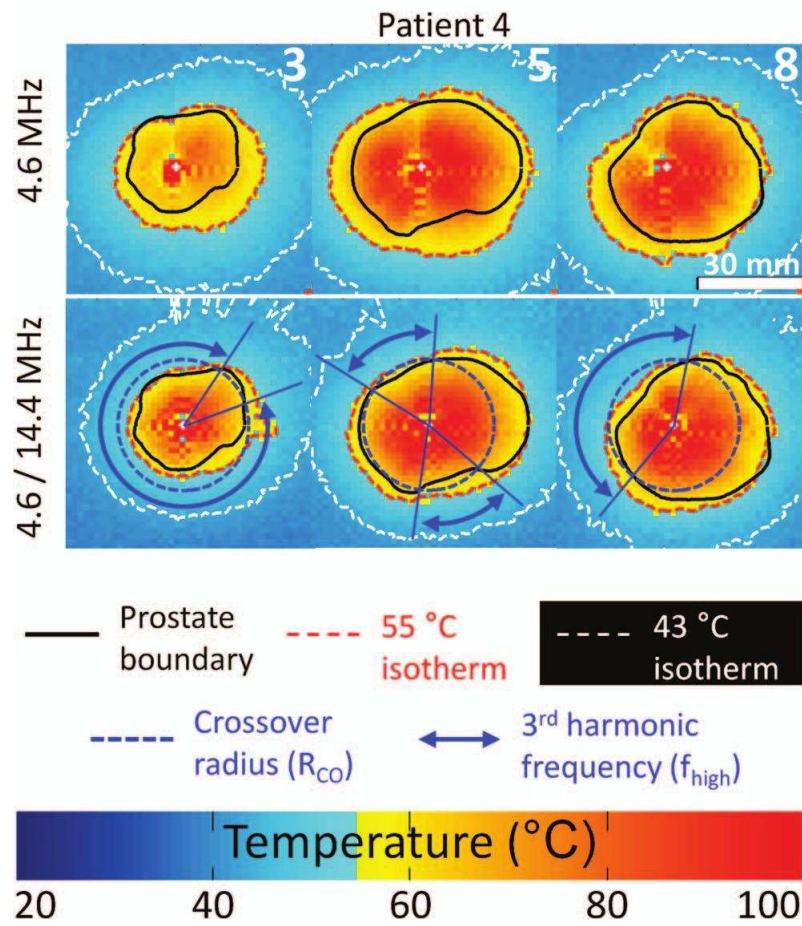 Patient 4
4.6 MHz
3
5
8
30 mm
4.6 / 14.4 MHz
Prostate
boundary
55 °C
isotherm
43 °C
isotherm
Crossover
radius (R_CO)
3rd harmonic
frequency (f_high)
Temperature (°C)
20 40 60 80 100